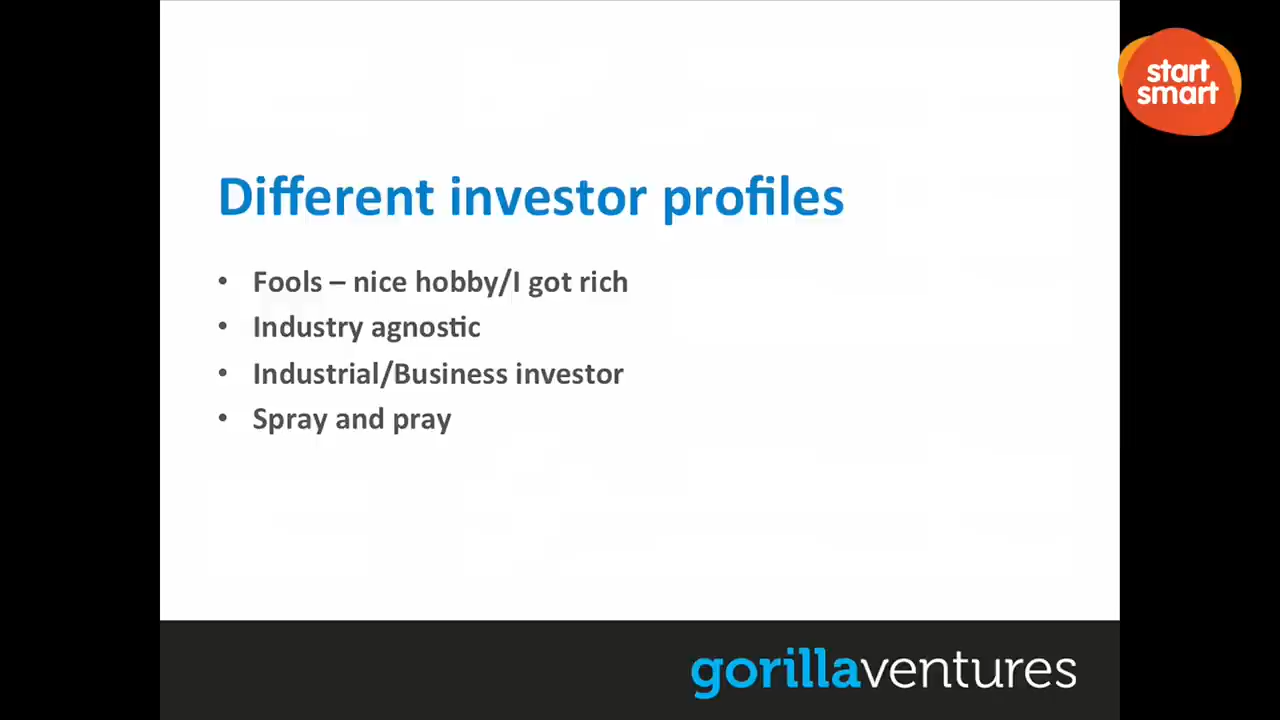 start
smart
Different investor profiles
• Fools – nice hobby/I got rich
• Industry agnostic
• Industrial/Business investor
• Spray and pray
gorillaventures